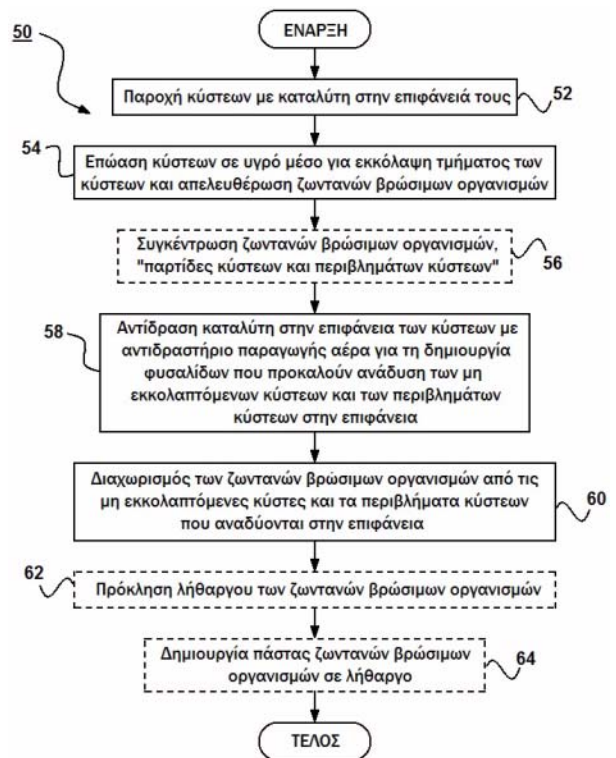 50
ΕΝΑΡΞΗ
Παροχή κύστεων με καταλύτη στην επιφάνειά τους
52
54
Επώαση κύστεων σε υγρό μέσο για εκκόλαψη τμήματος των
κύστεων και απελευθέρωση ζωντανών βρώσιμων οργανισμών
Συγκέντρωση ζωντανών βρώσιμων οργανισμών,
"παρτίδες κύστεων και περιβλημάτων κύστεων"
56
58
Αντίδραση καταλύτη στην επιφάνεια των κύστεων με
αντιδραστήριο παραγωγής αέρα για τη δημιουργία
φυσαλίδων που προκαλούν ανάδυση των μη
εκκολαπτόμενων κύστεων και των περιβλημάτων
κύστεων στην επιφάνεια
Διαχωρισμός των ζωντανών βρώσιμων οργανισμών από τις
μη εκκολαπτόμενες κύστες και τα περιβλήματα κύστεων
που αναδύονται στην επιφάνεια
60
62
Πρόκληση λήθαργου των ζωντανών βρώσιμων οργανισμών
Δημιουργία πάστας ζωντανών βρώσιμων
οργανισμών σε λήθαργο
64
ΤΕΛΟΣ